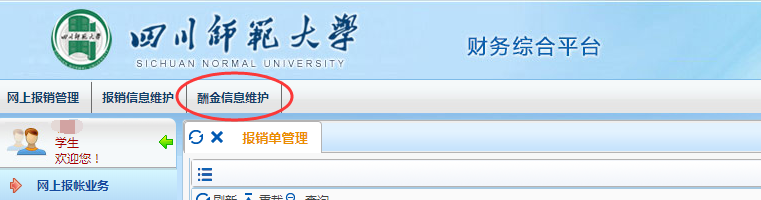 四川師範大學
SICHUAN NORMAL UNIVERSITY
财务综合平台
网上报销管理 报销信息维护 酬金信息维护
学生
欢迎您！
报销单管理
网上报帐业务
刷新 重载 查询